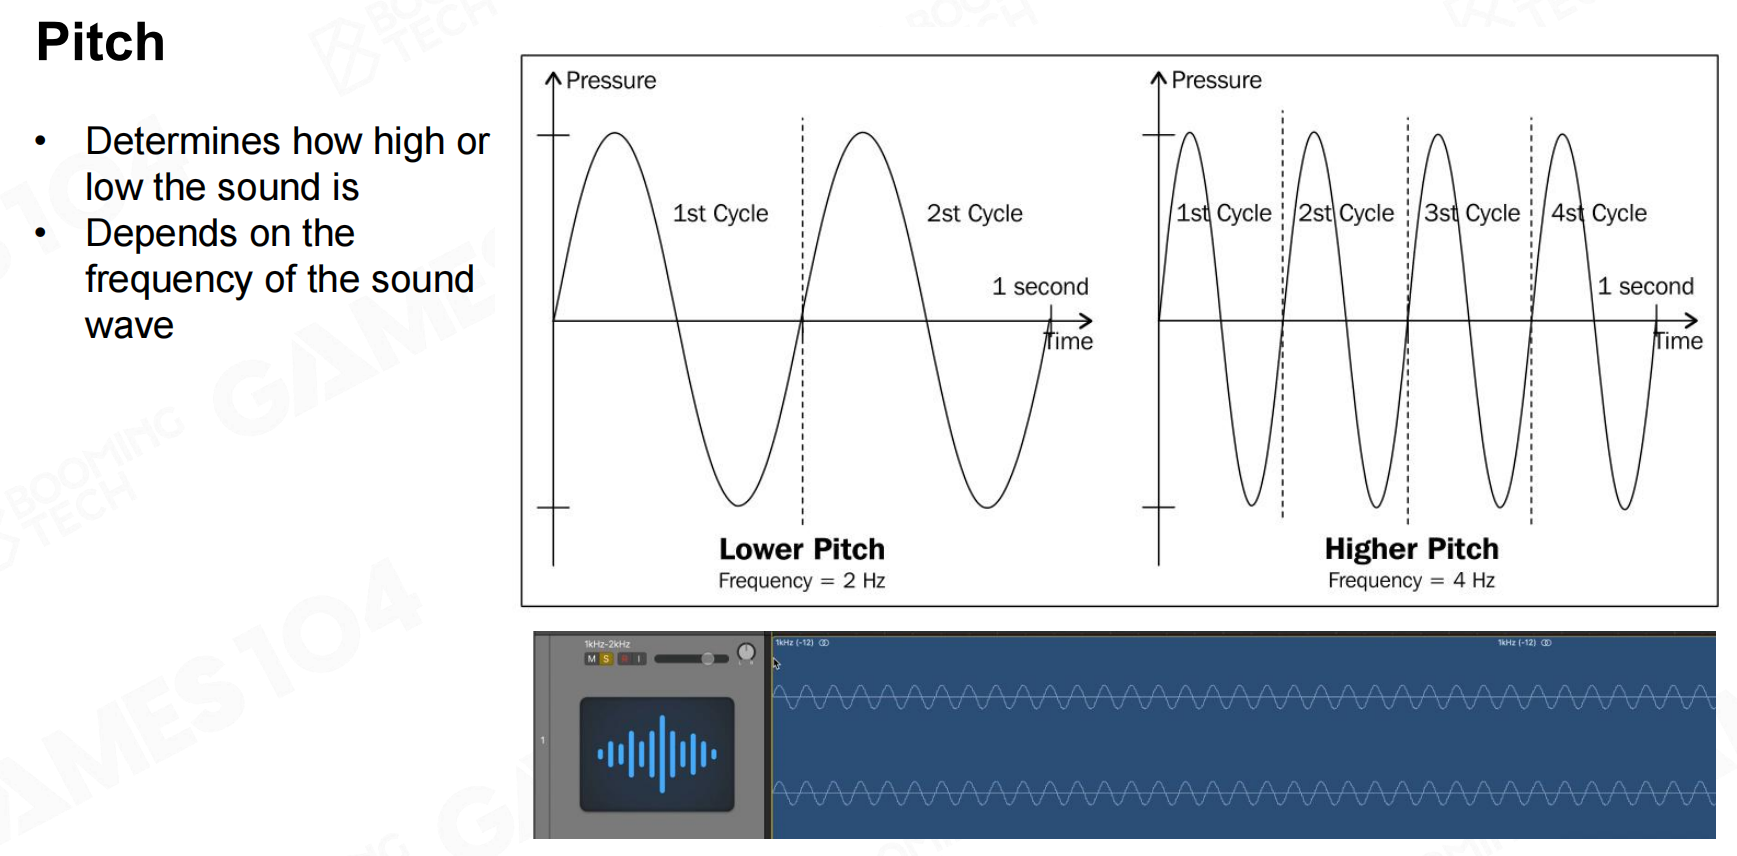 Pitch
• Determines how high or
low the sound is
• Depends on the
frequency of the sound
wave
Pressure
1st Cycle
2st Cycle
1 second
Time
Lower Pitch
Frequency = 2 Hz
Pressure
1st Cycle
2st Cycle
3st Cycle
4st Cycle
1 second
Time
Higher Pitch
Frequency = 4 Hz
1kHz-2kHz
M S R I
1
1kHz (-12)
1kHz (-12)
BOOMING
TECH
GAMES104